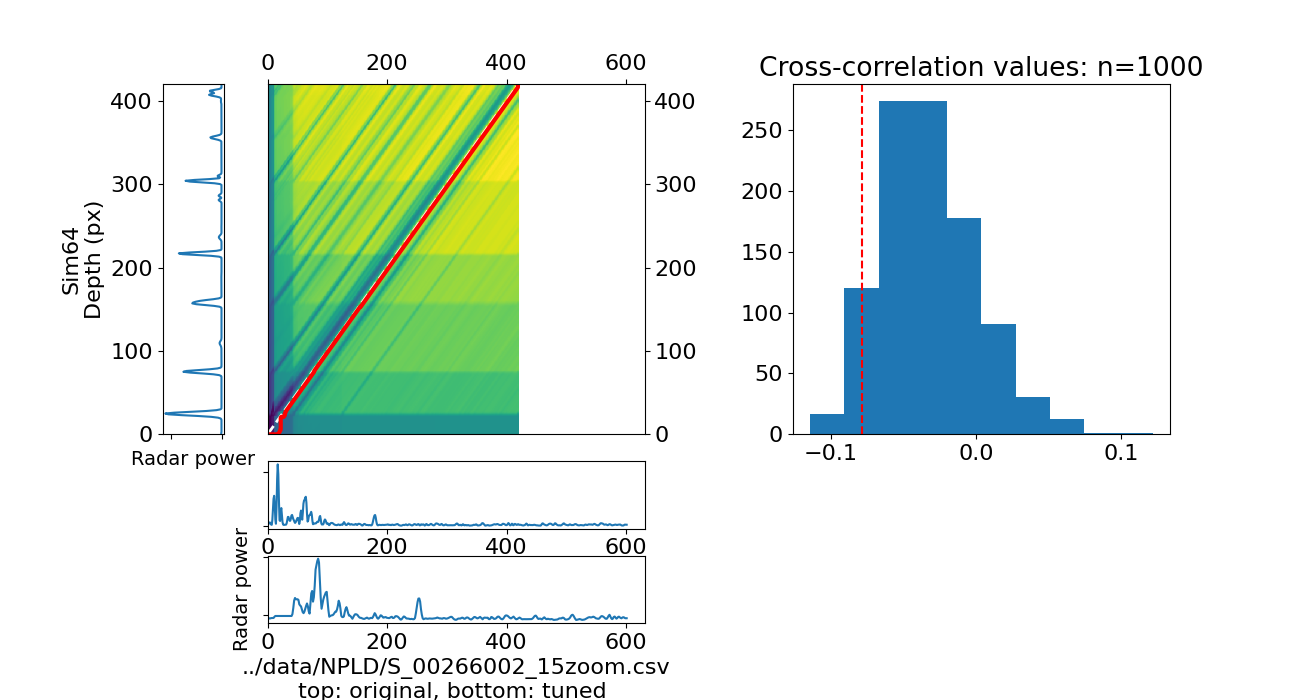 0 200 400 600
Cross-correlation values: n=1000
400
300
200
100
0
Sim64
Depth (px)
Radar power
400
300
200
100
0
250
200
150
100
50
0
−0.1 0.0 0.1
0 200 400 600
Radar power
0 200 400 600
../data/NPLD/S_00266002_15zoom.csv
top: original, bottom: tuned